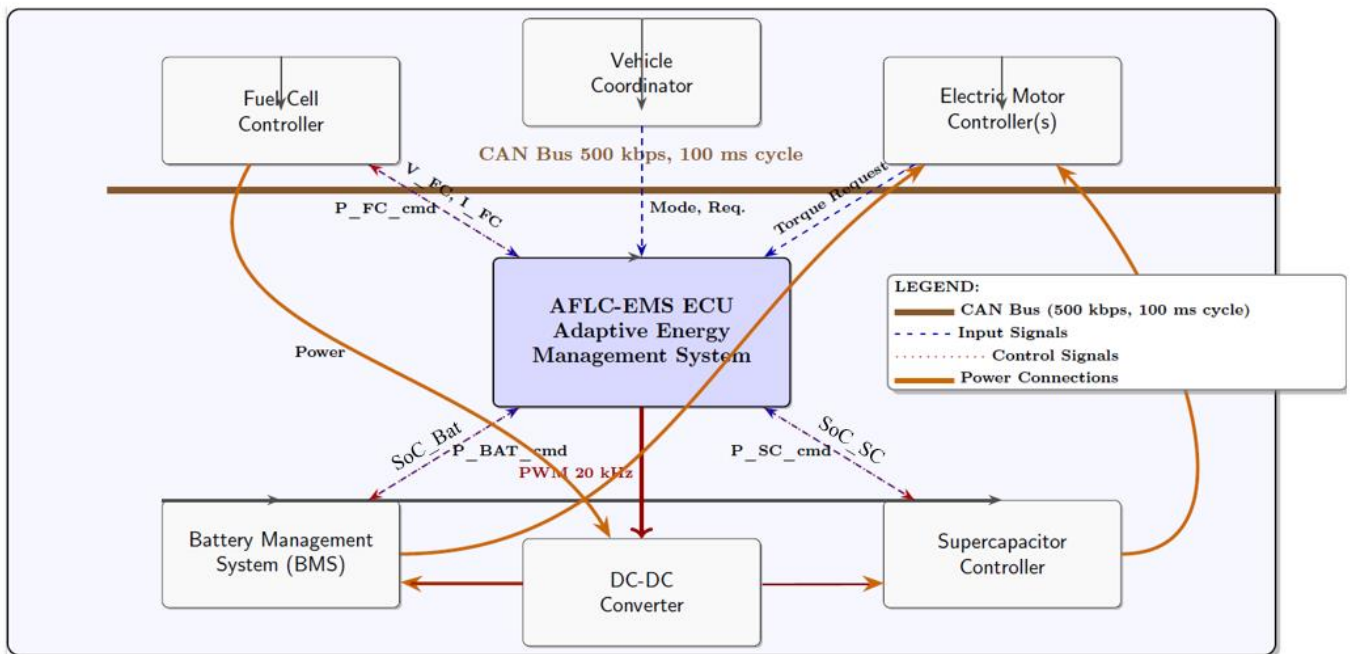 Vehicle
Coordinator
Fuel Cell
Controller
Electric Motor
Controller(s)
CAN Bus 500 kbps, 100 ms cycle
V_FC, I_FC
P_FC_cmd
Mode, Req.
Torque Request
AFLC-EMS ECU
Adaptive Energy
Management System
LEGEND:
CAN Bus (500 kbps, 100 ms cycle)
Input Signals
Control Signals
Power Connections
Power
SoC_Bat
P_BAT_cmd
PWM 20 kHz
P_SC_cmd
SoC_SC
Battery Management
System (BMS)
DC-DC
Converter
Supercapacitor
Controller